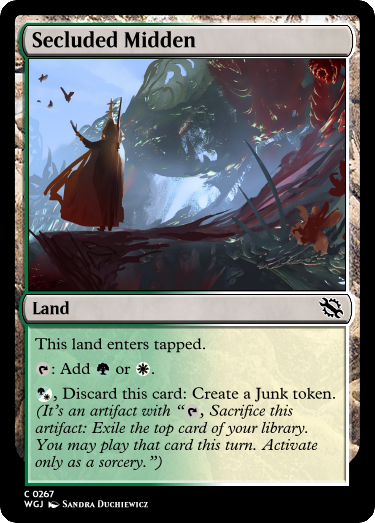 Secluded Midden
Land
This land enters tapped.
: Add or .
, Discard this card: Create a Junk token.
(It's an artifact with “, Sacrifice this
artifact: Exile the top card of your library.
You may play that card this turn. Activate
only as a sorcery.”)
C 0267
WGJ Sandra Duchiewicz